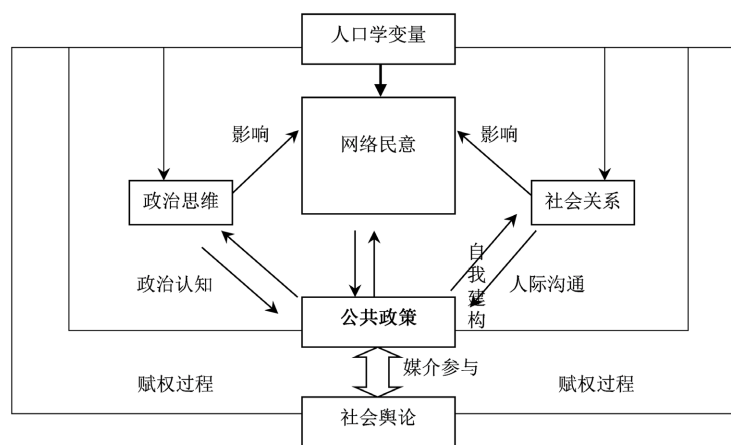 人口学变量
网络民意
影响
影响
政治思维
社会关系
政治认知
自我建构
人际沟通
公共政策
媒介参与
赋权过程
赋权过程
社会舆论